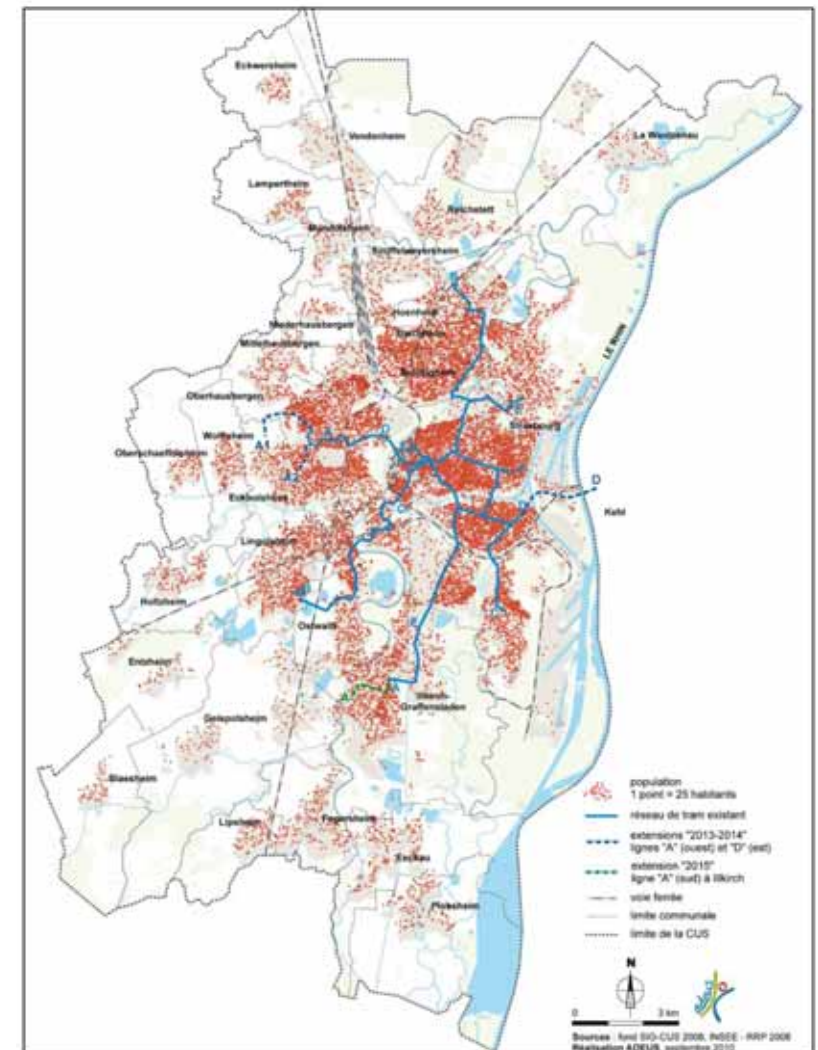 Eckwersheim
Vendenheim
La Wantzenau
Lampertheim
Reichstett
Mundolsheim
Souffelweyersheim
Hoenheim
Niederhausbergen
Bischheim
Mittelhausbergen
LE RHIN
Schiltigheim
Oberhausbergen
Strasbourg
Wolfisheim
A1
A
Oberschaeffolsheim
A2
D
Eckbolsheim
Kehl
Lingolsheim
Holtzheim
Ostwald
Entzheim
Illkirch-
Graffenstaden
Geispolsheim
Blaesheim
Lipsheim
Fegersheim
Eschau
Plobsheim
population
1 point = 25 habitants
réseau de tram existant
extensions "2013-2014"
lignes "A" (ouest) et "D" (est)
extension "2015"
ligne "A" (sud) à Illkirch
voie ferrée
limite communale
limite de la CUS
N
0 3 km
adeus
Sources : fond SIG-CUS 2008, INSEE - RRP 2006
Réalisation ADEUS, septembre 2010